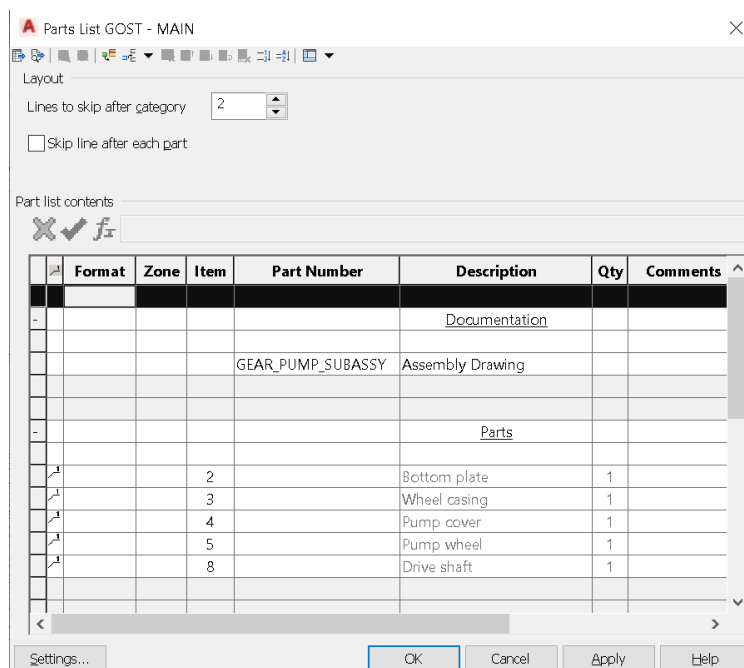 Parts List GOST - MAIN
Layout
Lines to skip after category 2
Skip line after each part
Part list contents
Format Zone Item Part Number Description Qty Comments
Documentation
GEAR_PUMP_SUBASSY Assembly Drawing
Parts
2 Bottom plate 1
3 Wheel casing 1
4 Pump cover 1
5 Pump wheel 1
8 Drive shaft 1
Settings... OK Cancel Apply Help